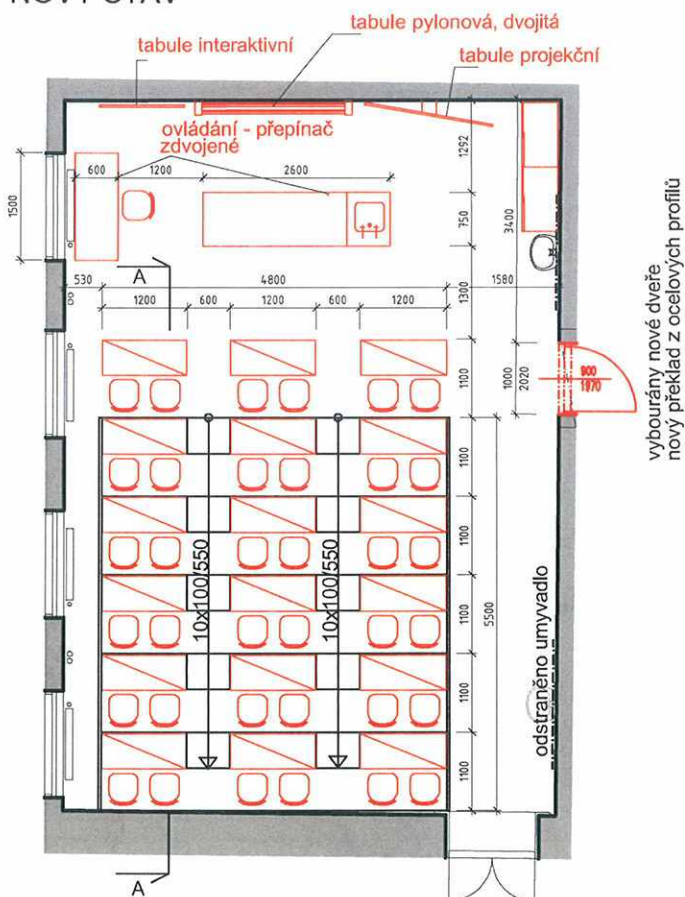 NOVÝ STAV
tabule pylonová, dvojitá
tabule interaktivní
tabule projekční
ovládání - přepínač
zdvojené
600
1200
2600
1500
1292
750
3400
530
A
4800
1300
1580
1200
600
1200
600
1200
1100
1000
2020
900
1970
vybourány nové dveře
nový překlad z ocelových profilů
1100
1100
10x100/550
10x100/550
1100
5500
odstraněno umyvadlo
1100
1100
A